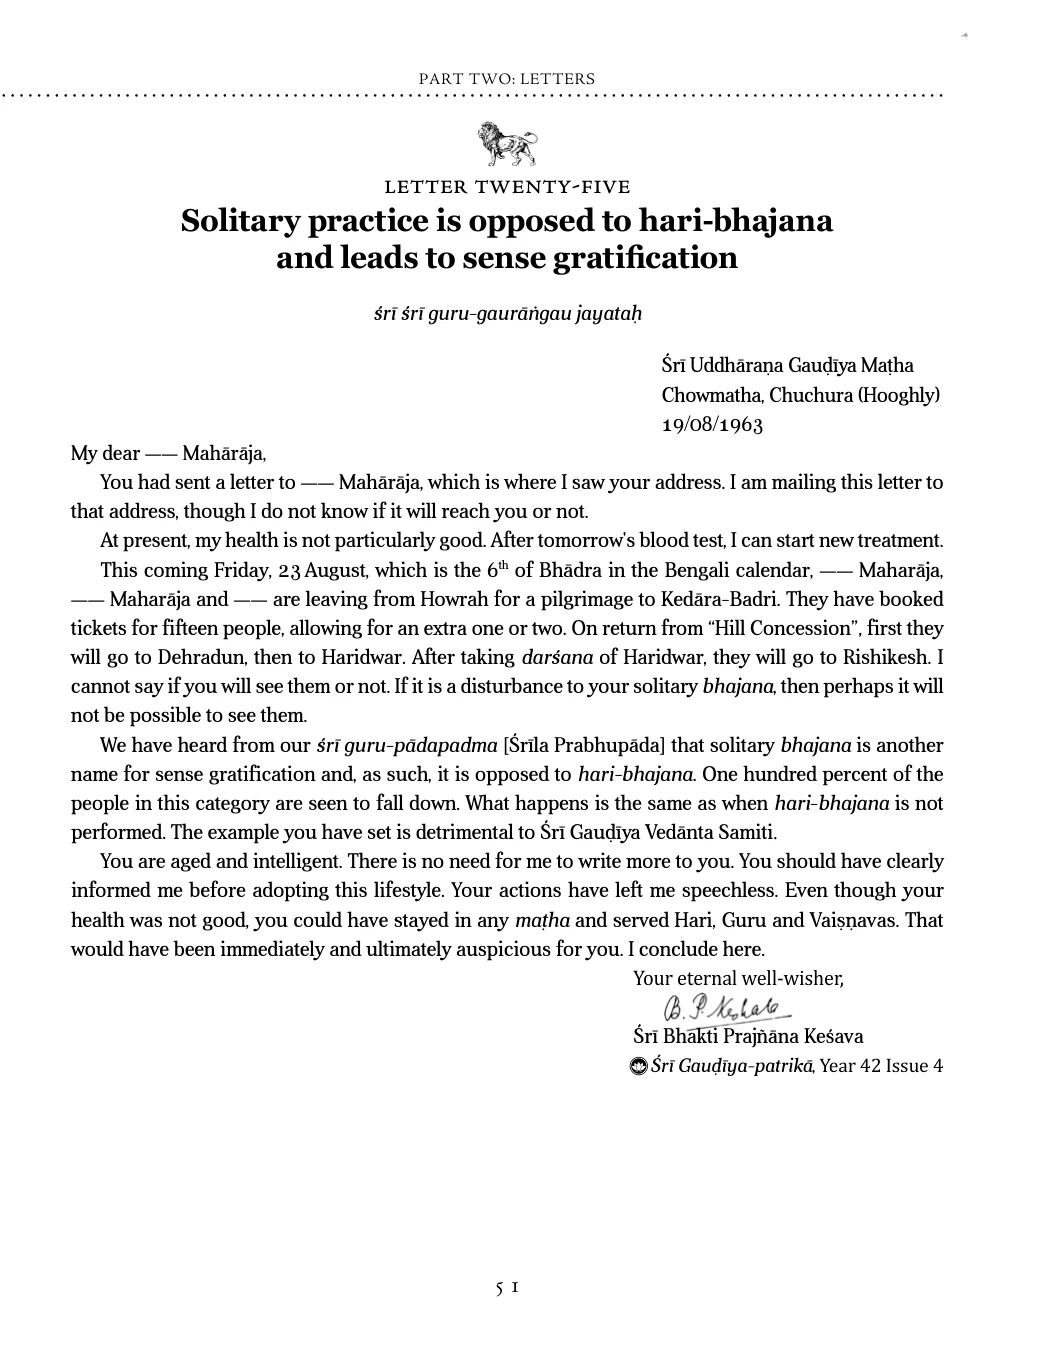 PART TWO: LETTERS
LETTER TWENTY-FIVE
Solitary practice is opposed to hari-bhajana
and leads to sense gratification
śrī śrī guru-gaurāṅgau jayataḥ
Śrī Uddhāraṇa Gauḍīya Maṭha
Chowmatha, Chuchura (Hooghly)
19/08/1963
My dear —— Mahārāja,
You had sent a letter to —— Mahārāja, which is where I saw your address. I am mailing this letter to
that address, though I do not know if it will reach you or not.
At present, my health is not particularly good. After tomorrow's blood test, I can start new treatment.
This coming Friday, 23 August, which is the 6th of Bhādra in the Bengali calendar, —— Maharāja,
—— Maharāja and —— are leaving from Howrah for a pilgrimage to Kedāra-Badri. They have booked
tickets for fifteen people, allowing for an extra one or two. On return from “Hill Concession”, first they
will go to Dehradun, then to Haridwar. After taking darśana of Haridwar, they will go to Rishikesh. I
cannot say if you will see them or not. If it is a disturbance to your solitary bhajana, then perhaps it will
not be possible to see them.
We have heard from our śrī guru-pādapadma [Śrīla Prabhupāda] that solitary bhajana is another
name for sense gratification and, as such, it is opposed to hari-bhajana. One hundred percent of the
people in this category are seen to fall down. What happens is the same as when hari-bhajana is not
performed. The example you have set is detrimental to Śrī Gauḍīya Vedānta Samiti.
You are aged and intelligent. There is no need for me to write more to you. You should have clearly
informed me before adopting this lifestyle. Your actions have left me speechless. Even though your
health was not good, you could have stayed in any maṭha and served Hari, Guru and Vaiṣṇavas. That
would have been immediately and ultimately auspicious for you. I conclude here.
Your eternal well-wisher,
B.P. Keshab
Śrī Bhakti Prajñāna Keśava
Śrī Gauḍīya-patrikā, Year 42 Issue 4
51